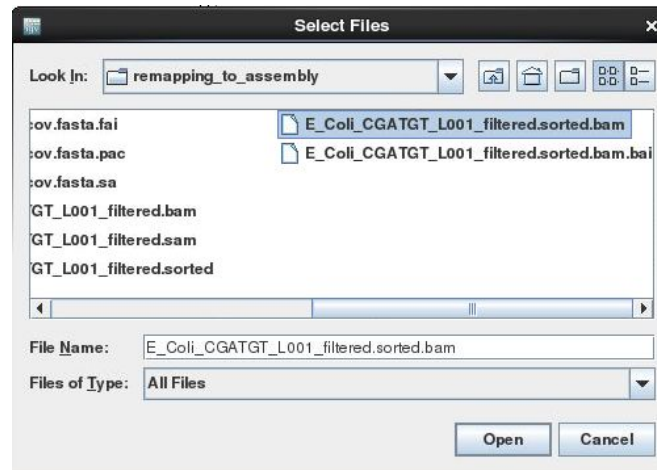 Select Files
Look In: remapping_to_assembly
cov.fasta.fai
cov.fasta.pac
cov.fasta.sa
GT_L001_filtered.bam
GT_L001_filtered.sam
GT_L001_filtered.sorted
E_Coli_CGATGT_L001_filtered.sorted.bam
E_Coli_CGATGT_L001_filtered.sorted.bam.bai
File Name: E_Coli_CGATGT_L001_filtered.sorted.bam
Files of Type: All Files
Open Cancel